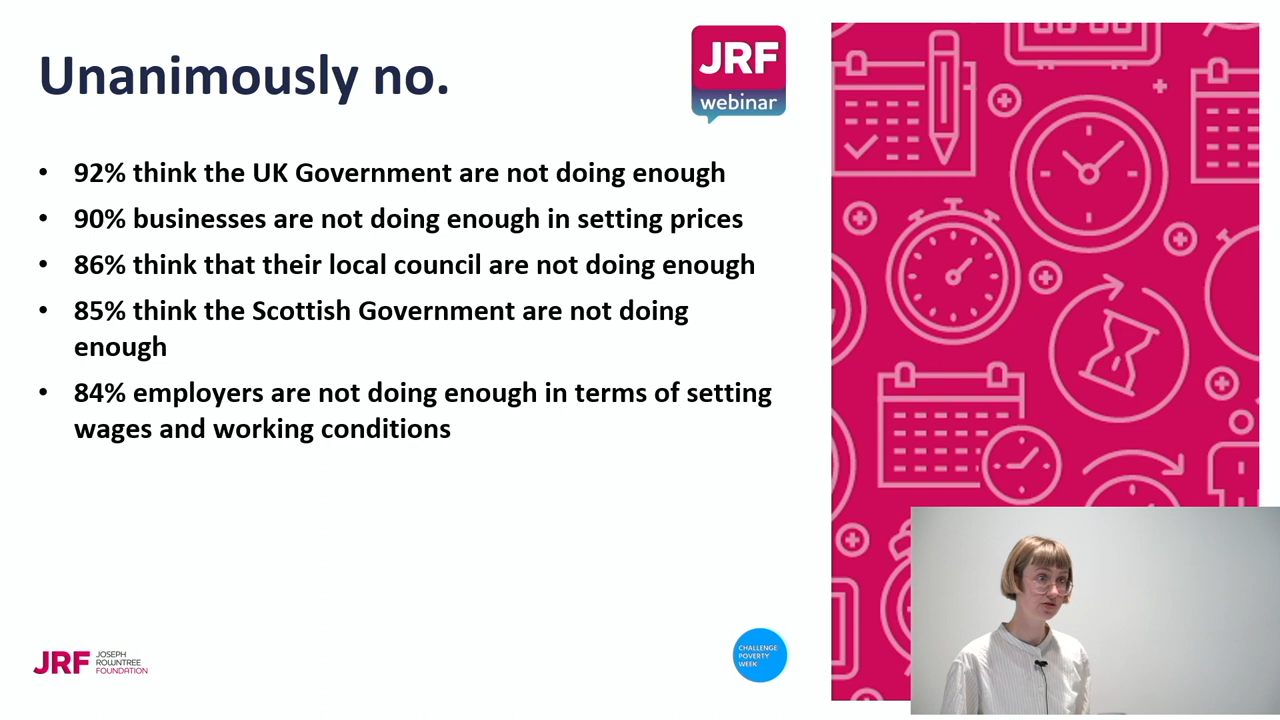 Unanimously no.
JRF
webinar
• 92% think the UK Government are not doing enough
• 90% businesses are not doing enough in setting prices
• 86% think that their local council are not doing enough
• 85% think the Scottish Government are not doing
enough
• 84% employers are not doing enough in terms of setting
wages and working conditions
JRF JOSEPH
ROWNTREE
FOUNDATION
CHALLENGE
POVERTY
WEEK